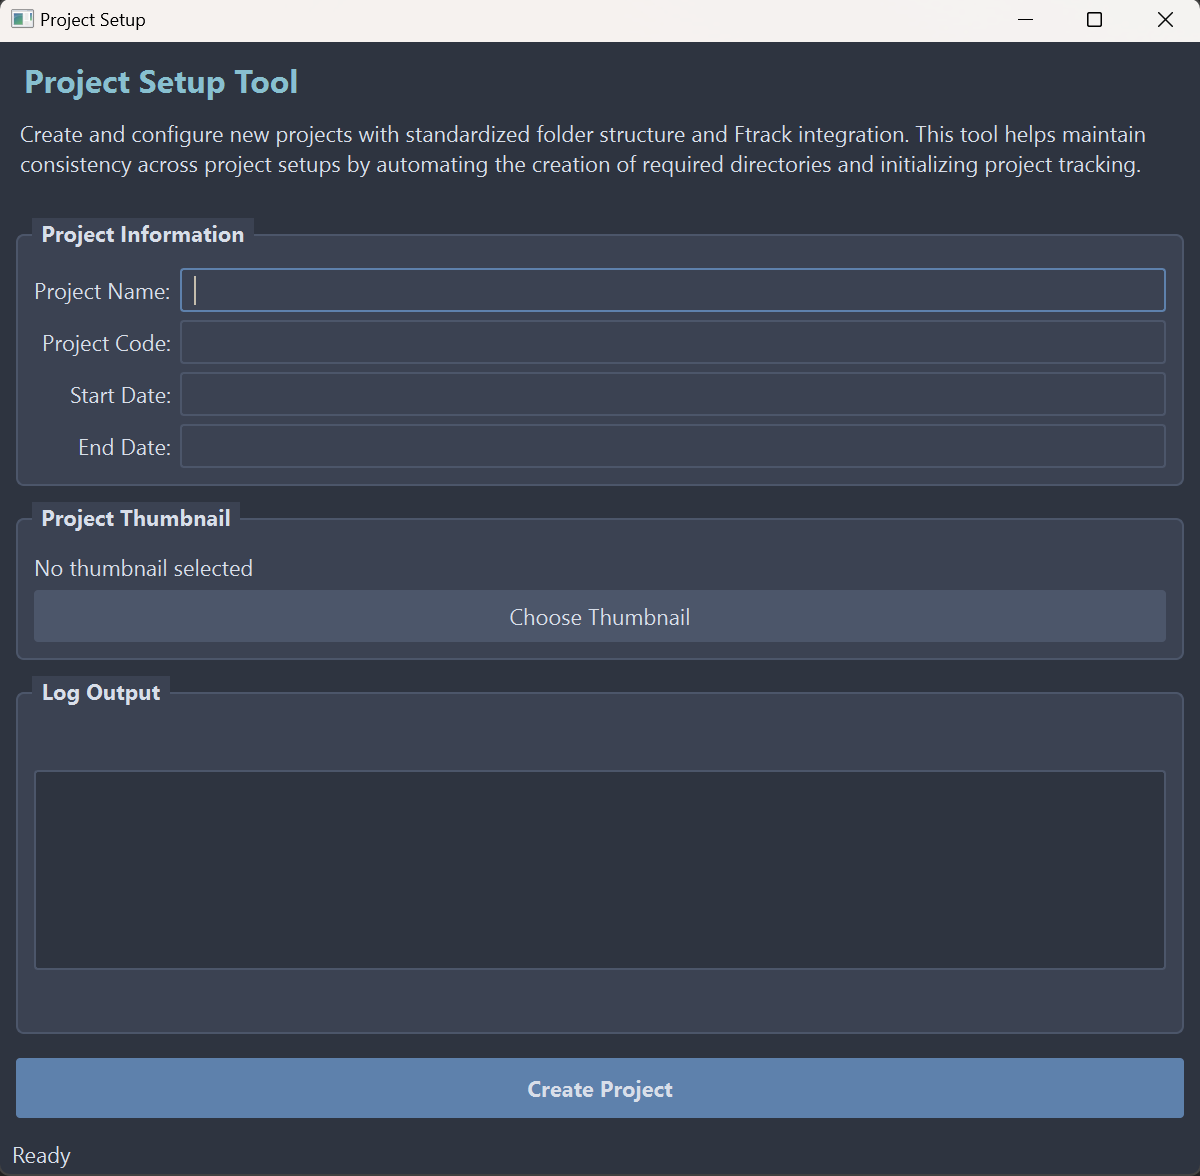 Project Setup
Project Setup Tool
Create and configure new projects with standardized folder structure and Ftrack integration. This tool helps maintain
consistency across project setups by automating the creation of required directories and initializing project tracking.
Project Information
Project Name:
Project Code:
Start Date:
End Date:
Project Thumbnail
No thumbnail selected
Choose Thumbnail
Log Output
Create Project
Ready